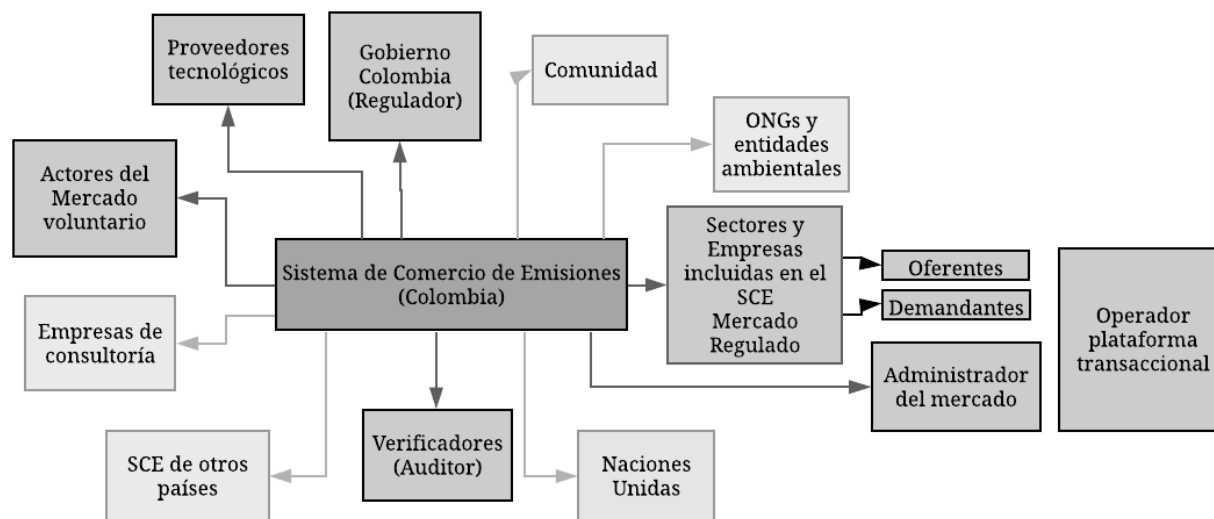 Proveedores
tecnológicos
Gobierno
Colombia
(Regulador)
Comunidad
ONGs y
entidades
ambientales
Actores del
Mercado
voluntario
Sistema de Comercio de Emisiones
(Colombia)
Sectores y
Empresas
incluidas en el
SCE
Mercado
Regulado
Oferentes
Demandantes
Operador
plataforma
transaccional
Empresas de
consultoría
Administrador
del mercado
SCE de otros
países
Verificadores
(Auditor)
Naciones
Unidas